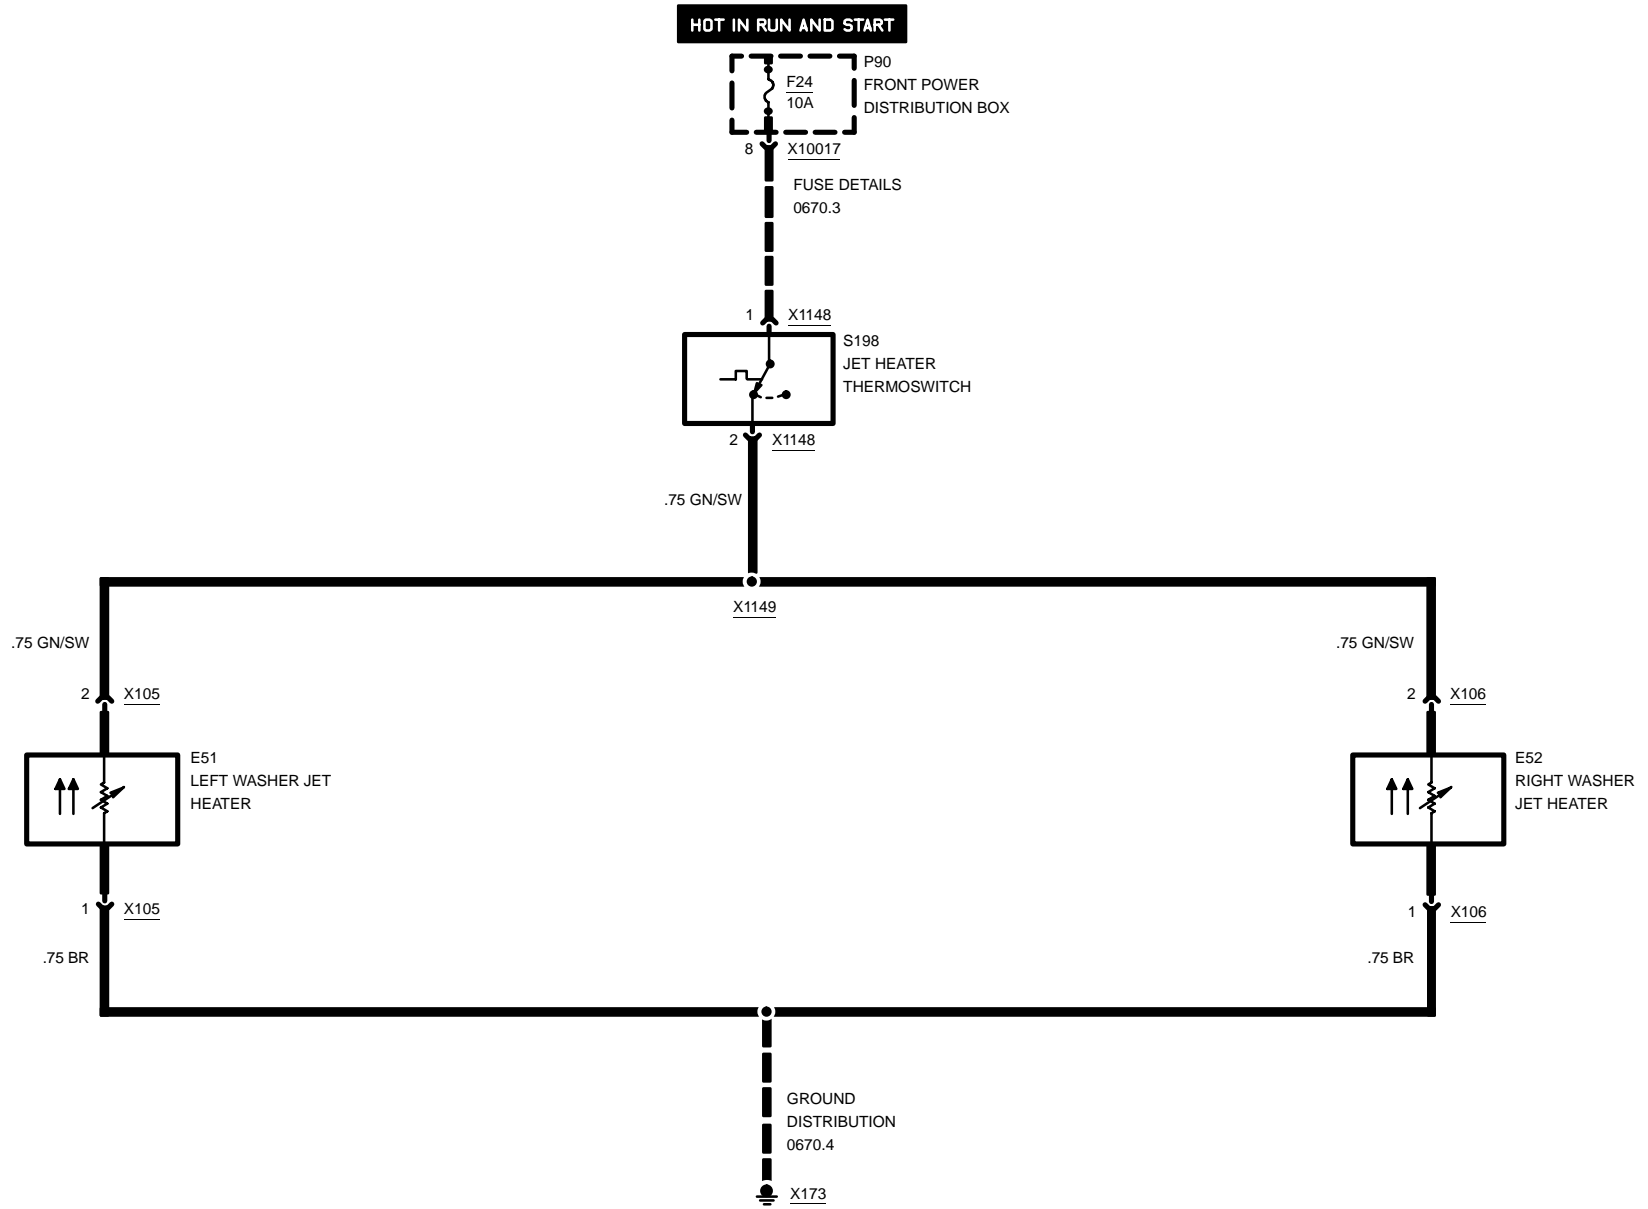 HOT IN RUN AND START
P90
FRONT POWER
DISTRIBUTION BOX
F24
10A
8 X10017
FUSE DETAILS
0670.3
1 X1148
S198
JET HEATER
THERMOSWITCH
2 X1148
.75 GN/SW
X1149
.75 GN/SW
.75 GN/SW
2 X105
2 X106
E51
LEFT WASHER JET
HEATER
E52
RIGHT WASHER
JET HEATER
1 X105
1 X106
.75 BR
.75 BR
GROUND
DISTRIBUTION
0670.4
X173